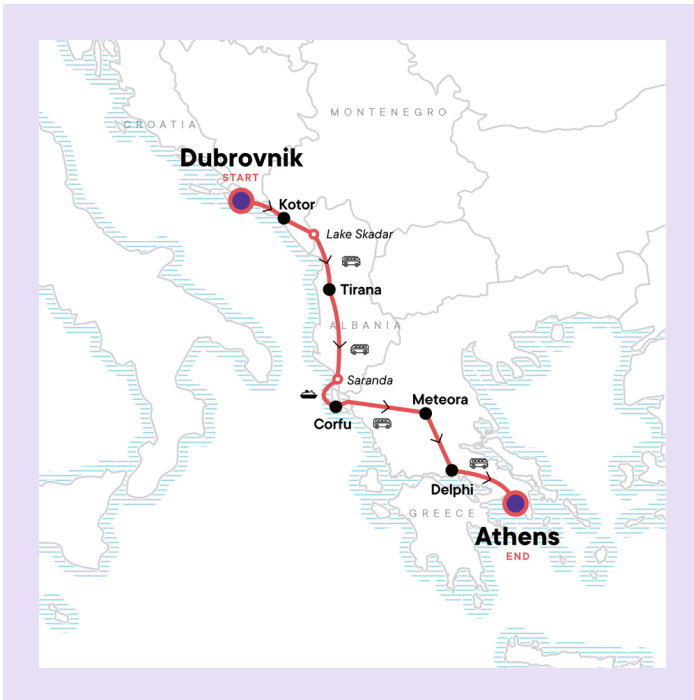 CROATIA
MONTENEGRO
Dubrovnik
START
Kotor
Lake Skadar
Tirana
ALBANIA
Saranda
Corfu
Meteora
Delphi
GREECE
Athens
END